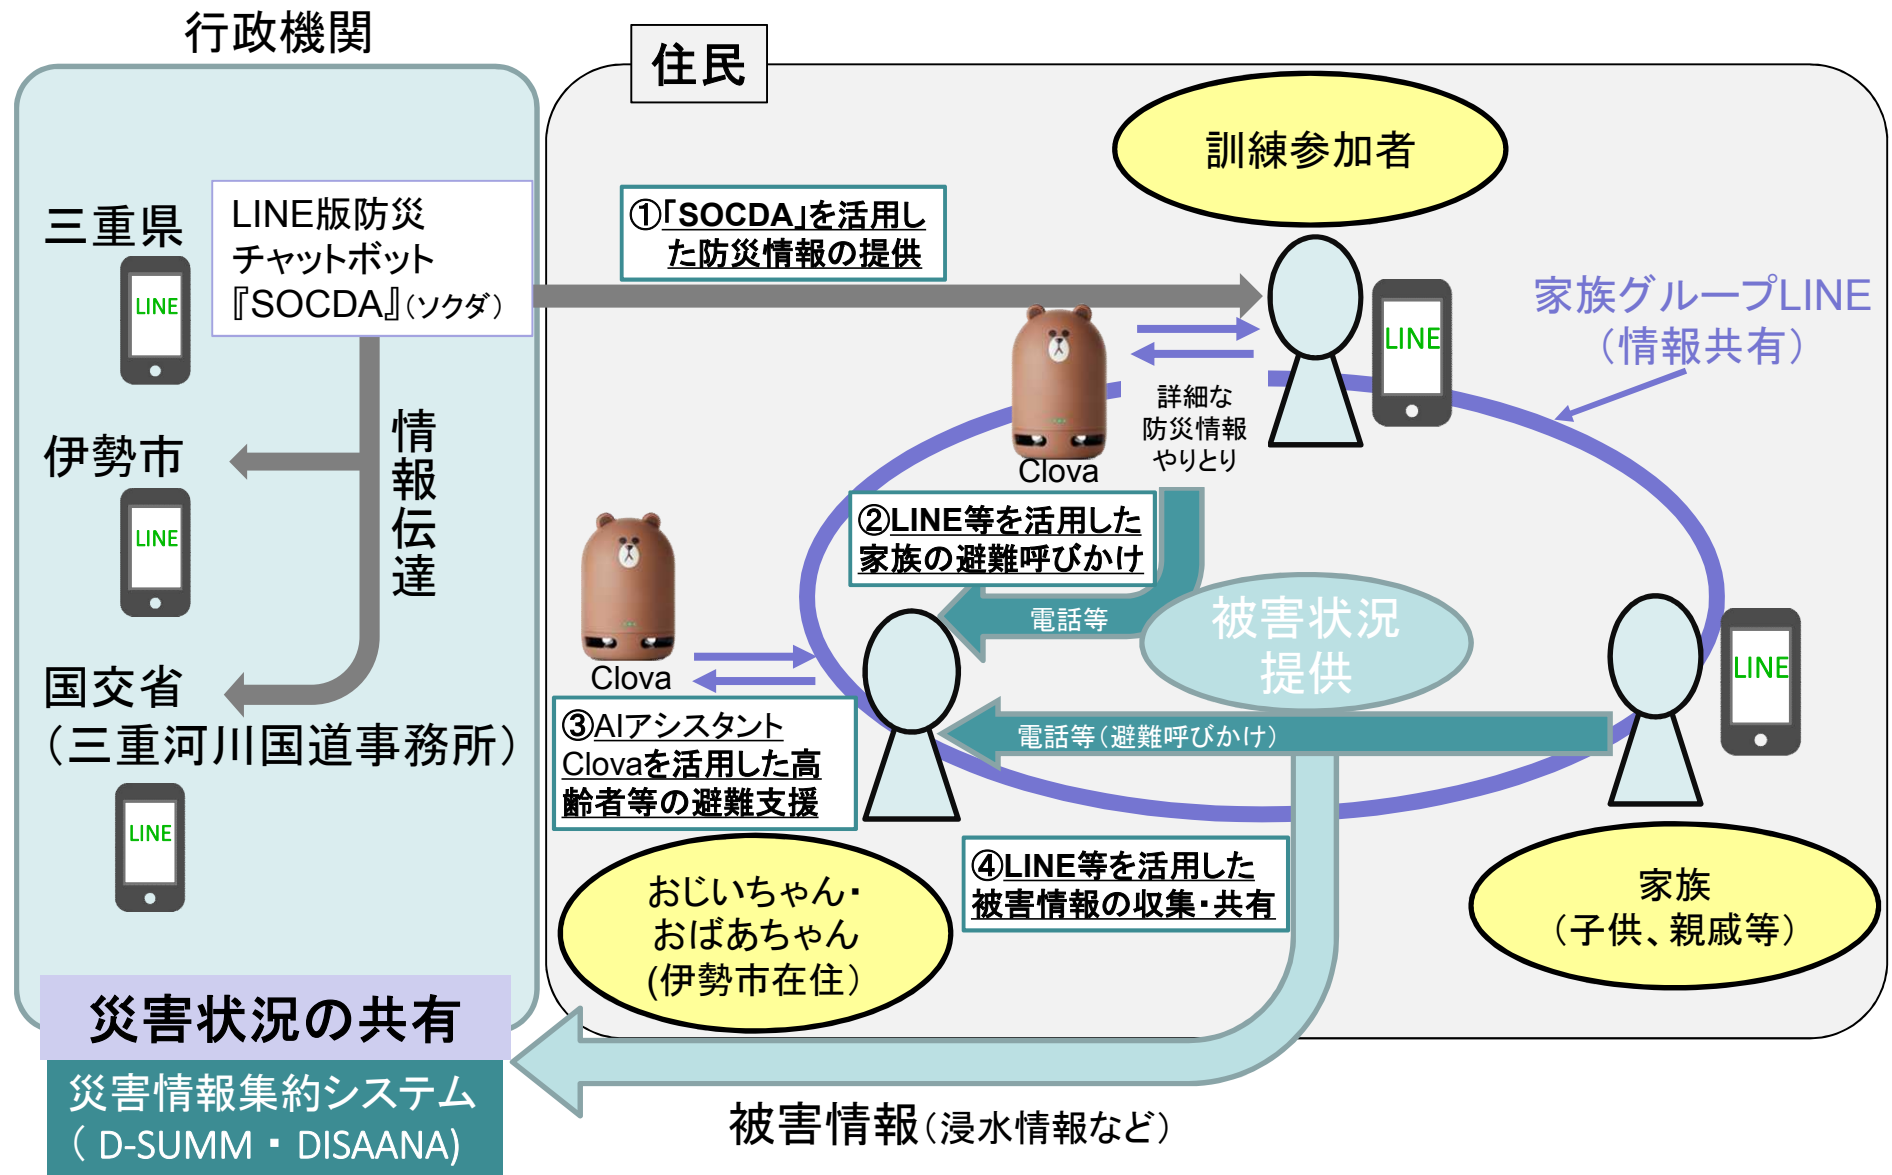 行政機関
三重県
LINE
LINE版防災
チャットボット
『SOCDA』（ソクダ）
伊勢市
LINE
情報伝達
国交省
（三重河川国道事務所）
LINE
災害状況の共有
災害情報集約システム
（ D-SUMM ・ DISAANA)
住民
訓練参加者
①「SOCDA」を活用し
た防災情報の提供
LINE
家族グループLINE
（情報共有）
Clova
詳細な
防災情報
やりとり
②LINE等を活用した
家族の避難呼びかけ
電話等
被害状況
提供
Clova
③AIアシスタント
Clovaを活用した高
齢者等の避難支援
電話等（避難呼びかけ）
LINE
おじいちゃん・
おばあちゃん
(伊勢市在住）
④LINE等を活用した
被害情報の収集・共有
家族
（子供、親戚等）
被害情報（浸水情報など）